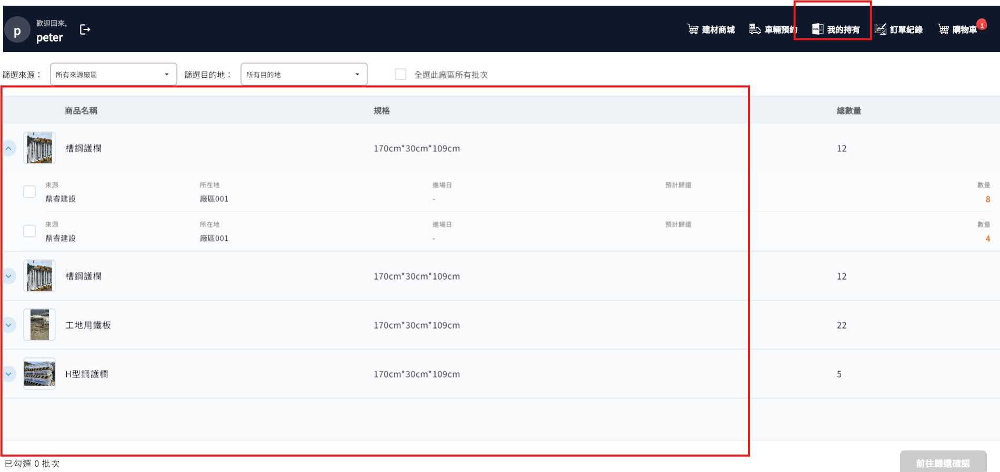 p
歡迎回來,
peter
建材商城
車輛預約
我的持有
訂單紀錄
購物車
1
篩選來源：
所有來源廠區
篩選目的地：
所有目的地
全選此廠區所有批次
商品名稱
規格
總數量
槽鋼護欄
170cm*30cm*109cm
12
來源
所在地
進場日
預計歸還
數量
鼎睿建設
廠區001
-
8
來源
所在地
進場日
預計歸還
數量
鼎睿建設
廠區001
-
4
槽鋼護欄
170cm*30cm*109cm
12
工地用鐵板
170cm*30cm*109cm
22
H型鋼護欄
170cm*30cm*109cm
5
已勾選 0 批次
前往歸還確認